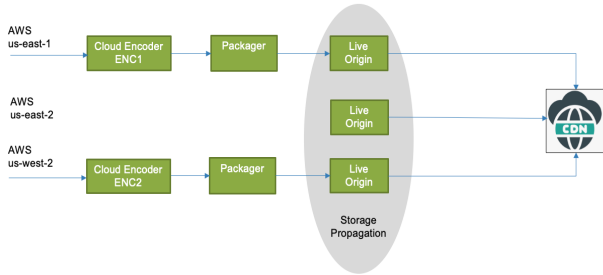 AWS
us-east-1
Cloud Encoder
ENC1
Packager
Live
Origin
AWS
us-east-2
Live
Origin
CDN
AWS
us-west-2
Cloud Encoder
ENC2
Packager
Live
Origin
Storage
Propagation